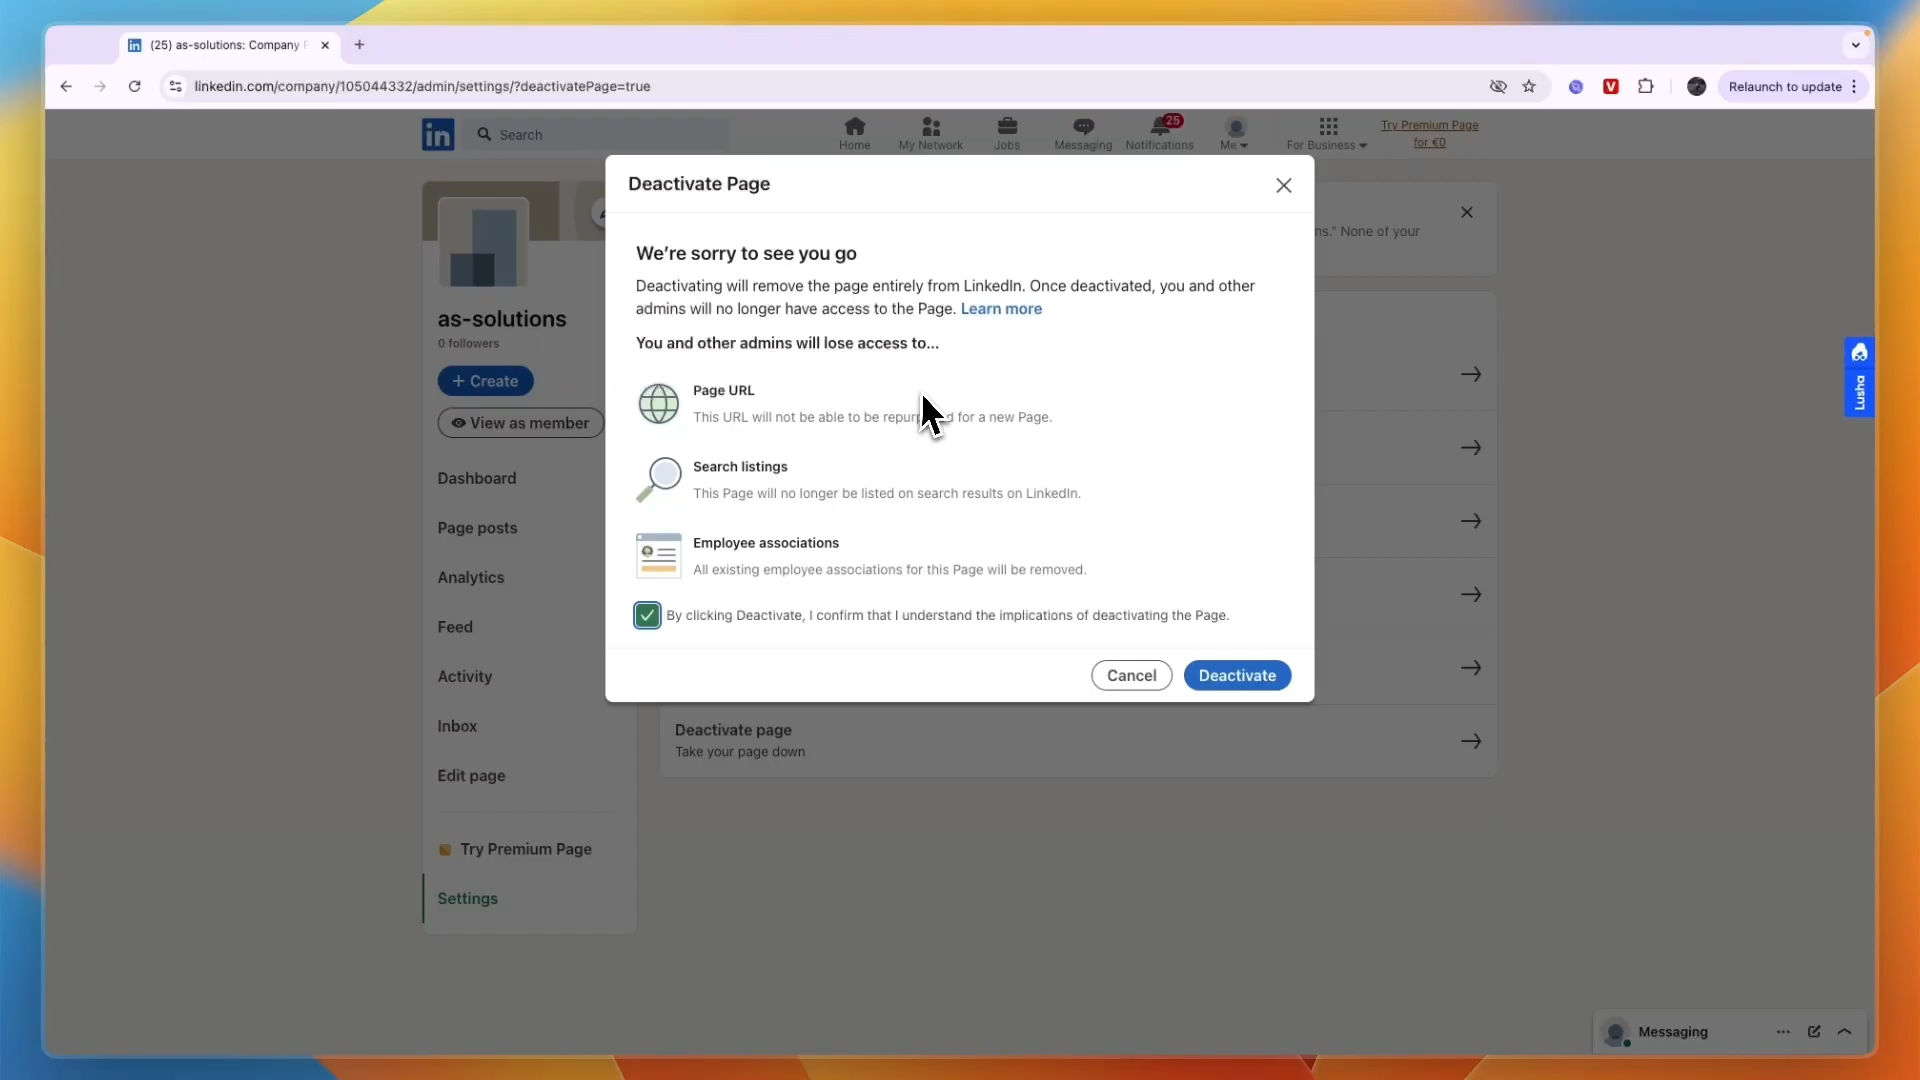 (25) as-solutions: Company
linkedin.com/company/105044332/admin/settings/?deactivatePage=true
Relaunch to update
in
Search
Home
My Network
Jobs
Messaging
25
Notifications
Me
For Business
Try Premium Page
for €0
Deactivate Page
ns." None of your
We're sorry to see you go
Deactivating will remove the page entirely from LinkedIn. Once deactivated, you and other
admins will no longer have access to the Page. Learn more
You and other admins will lose access to...
Page URL
This URL will not be able to be for a new Page.
Search listings
This Page will no longer be listed on search results on LinkedIn.
Employee associations
All existing employee associations for this Page will be removed.
By clicking Deactivate, I confirm that I understand the implications of deactivating the Page.
Cancel
Deactivate
as-solutions
0 followers
+ Create
View as member
Dashboard
Page posts
Analytics
Feed
Activity
Inbox
Edit page
Try Premium Page
Settings
Deactivate page
Take your page down
Lusha
Messaging